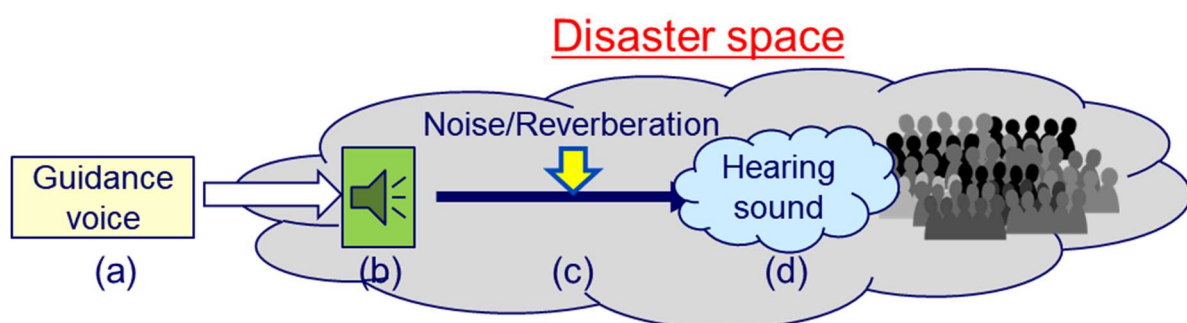 Disaster space
Noise/Reverberation
Guidance
voice
Hearing
sound
(a)
(b)
(c)
(d)